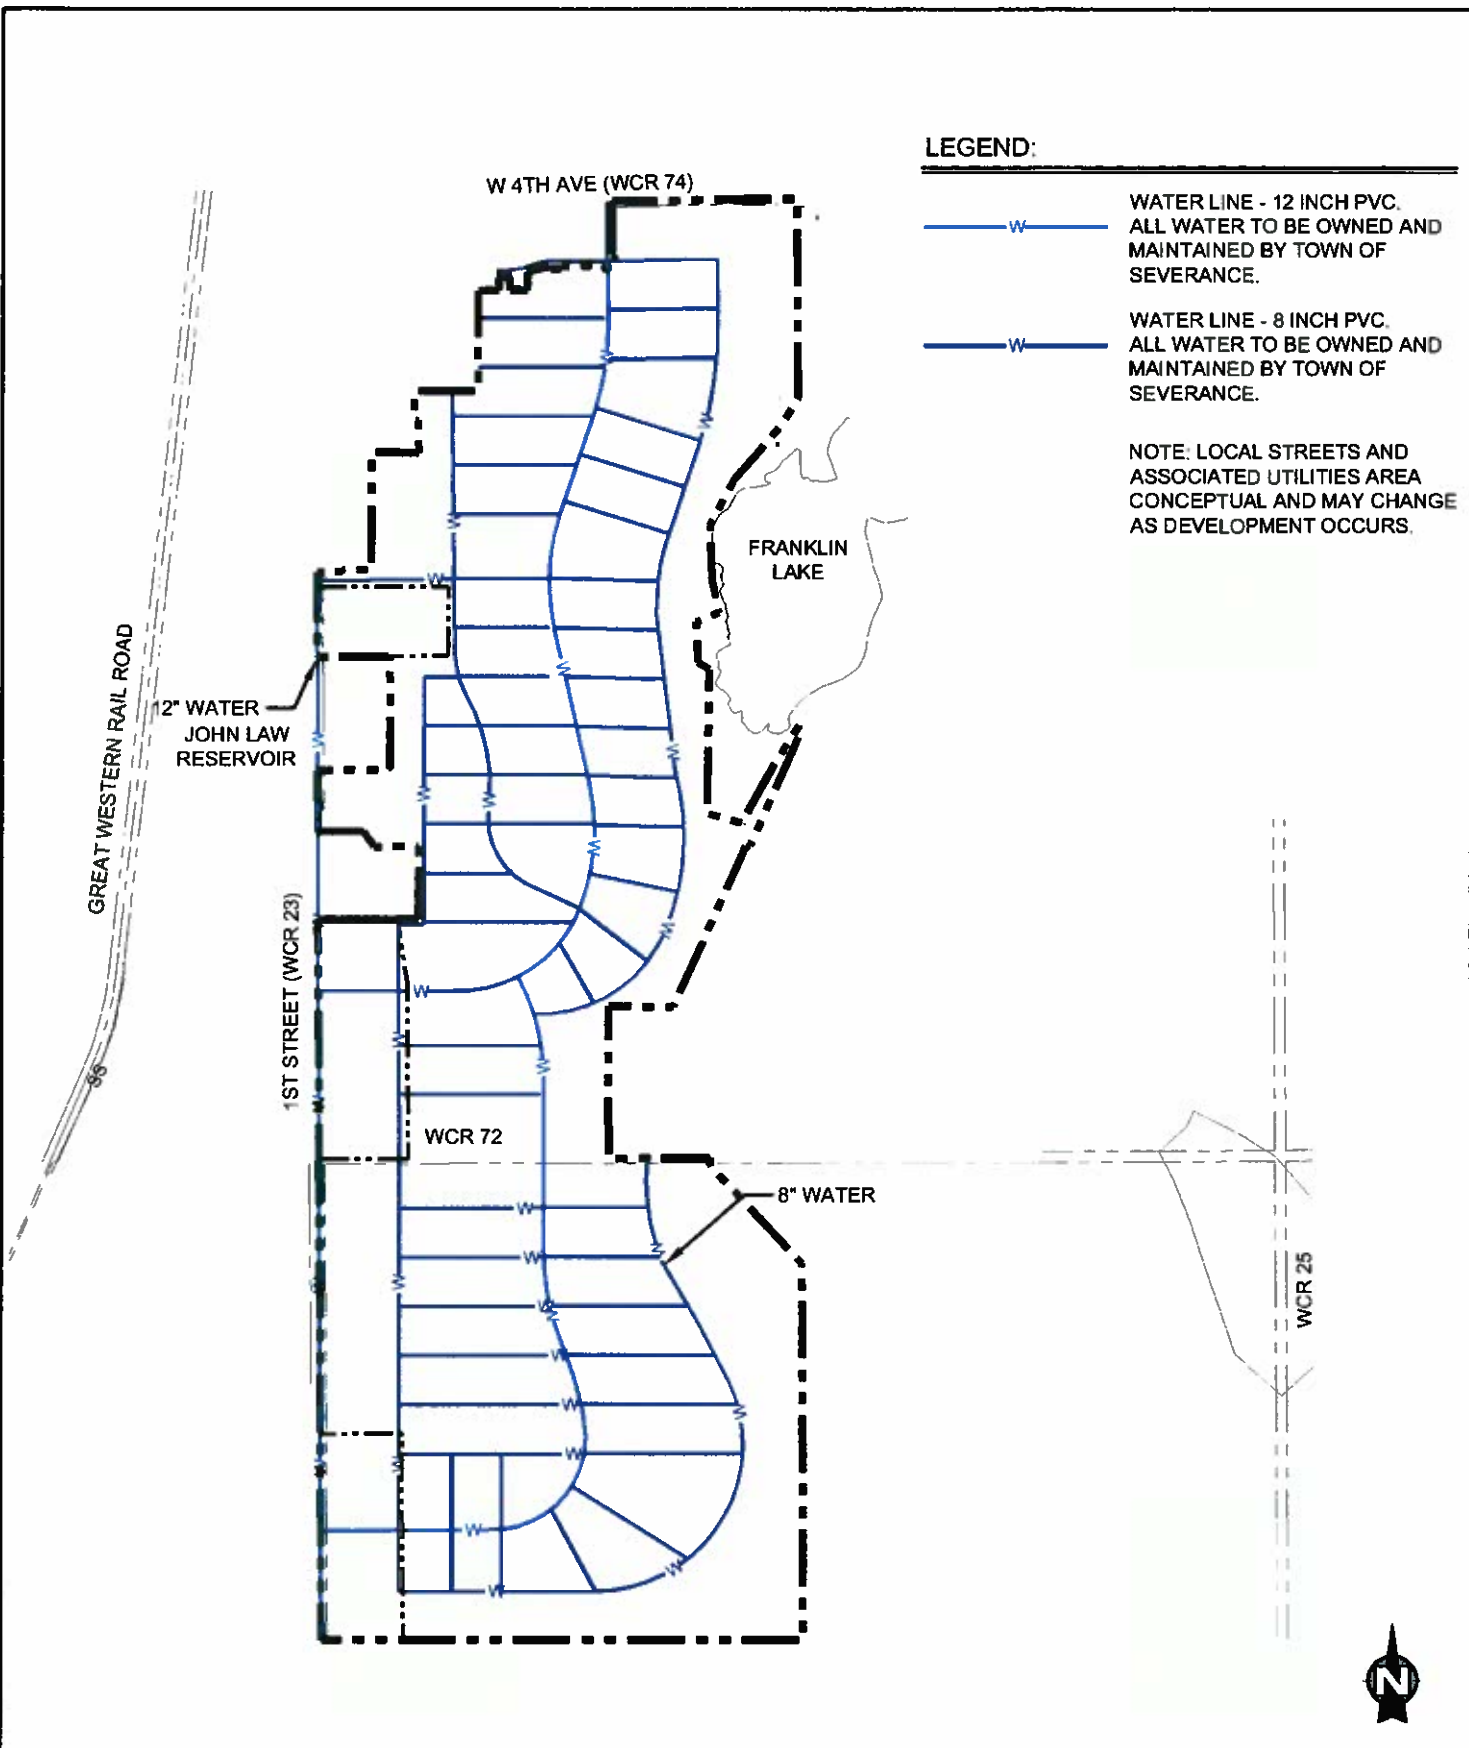 LEGEND:
W 4TH AVE (WCR 74)
W
WATER LINE - 12 INCH PVC.
ALL WATER TO BE OWNED AND
MAINTAINED BY TOWN OF
SEVERANCE.
W
WATER LINE - 8 INCH PVC.
ALL WATER TO BE OWNED AND
MAINTAINED BY TOWN OF
SEVERANCE.
NOTE: LOCAL STREETS AND
ASSOCIATED UTILITIES AREA
CONCEPTUAL AND MAY CHANGE
AS DEVELOPMENT OCCURS.
FRANKLIN
LAKE
GREAT WESTERN RAIL ROAD
12" WATER
JOHN LAW
RESERVOIR
1ST STREET (WCR 23)
WCR 72
8" WATER
WCR 25
N